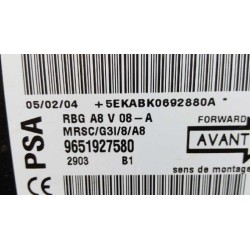 05/02/04 +5EKABK0692880A
RBG A8 V 08-A
MRSC/G3I/8/A8
9651927580
2903 B1
PSA
FORWARD
AVANT
sens de montage